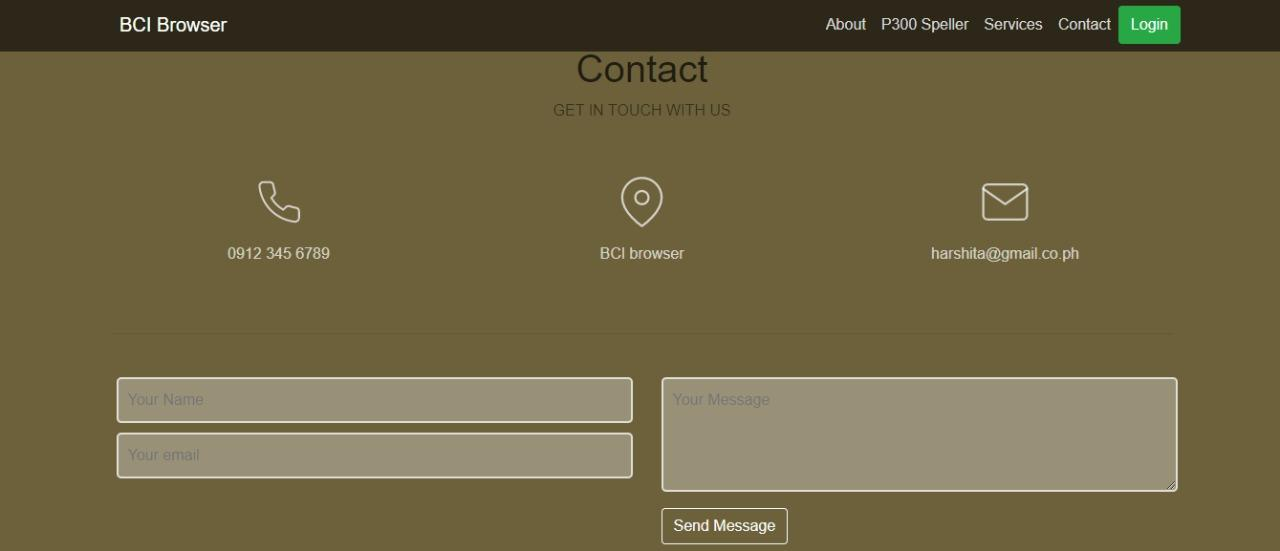 BCI Browser About P300 Speller Services Contact Login
Contact
GET IN TOUCH WITH US
0912 345 6789 BCI browser harshita@gmail.co.ph
Your Name
Your email
Your Message
Send Message